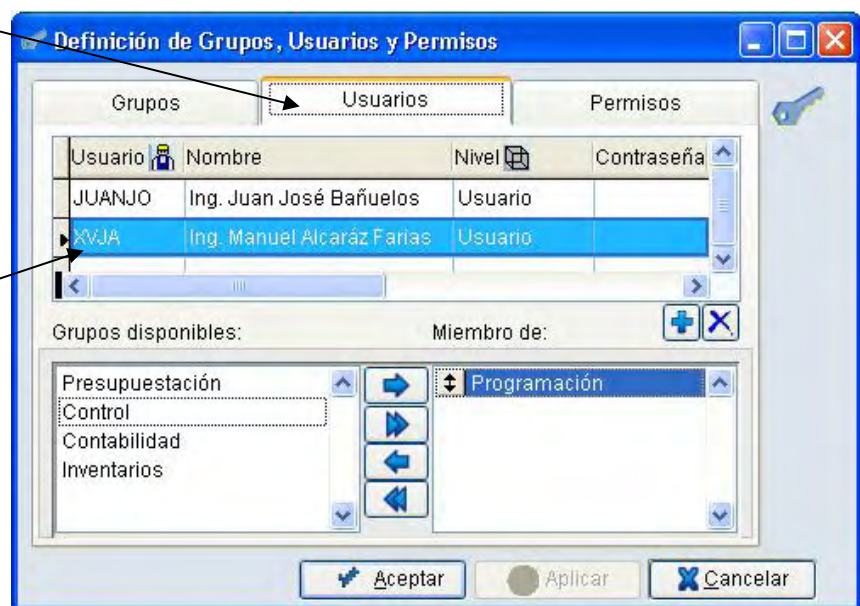 Definición de Grupos, Usuarios y Permisos
Grupos Usuarios Permisos
Usuario Nombre Nivel Contraseña
JUANJO Ing. Juan José Bañuelos Usuario
XVJA Ing. Manuel Alcaráz Farias Usuario
Grupos disponibles: Miembro de:
Presupuestación Programación
Control
Contabilidad
Inventarios
Aceptar Aplicar Cancelar